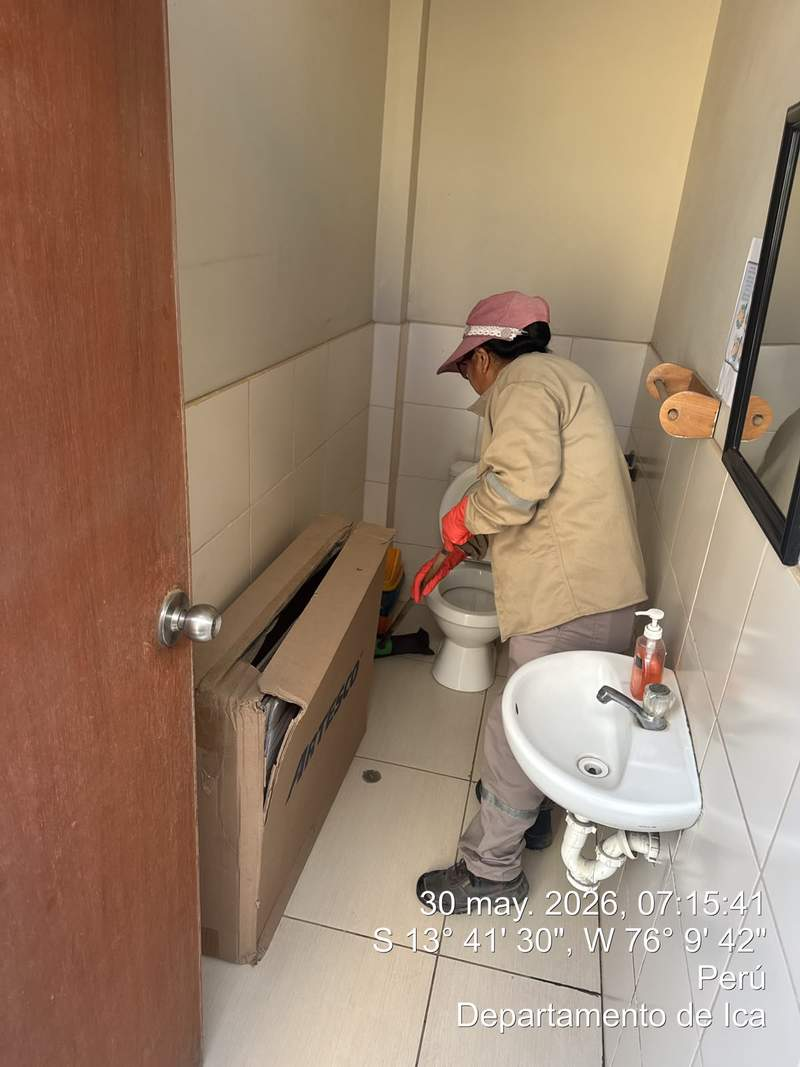 ARTESCO
30 may. 2026, 07:15:41
S 13° 41' 30", W 76° 9' 42"
Perú
Departamento de Ica